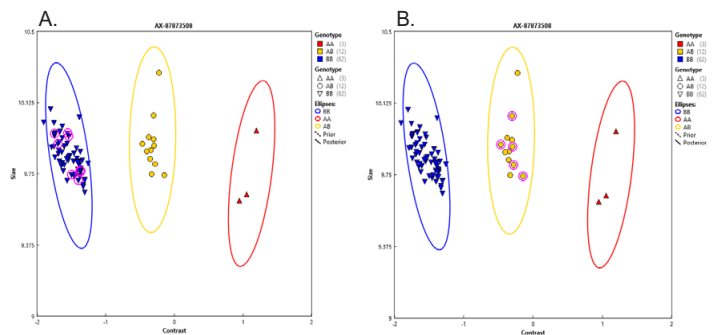 A.
AX-87873508
10.5
10.125
9.75
9.375
9
Size
-2
-1
0
1
2
Contrast
Genotype
AA (3)
AB (12)
BB (62)
Genotype
AA (3)
AB (12)
BB (62)
Ellipses:
BB
AA
AB
Prior
Posterior
B.
AX-87873508
10.5
10.125
9.75
9.375
9
Size
-2
-1
0
1
2
Contrast
Genotype
AA (3)
AB (12)
BB (62)
Genotype
AA (3)
AB (12)
BB (62)
Ellipses:
BB
AA
AB
Prior
Posterior